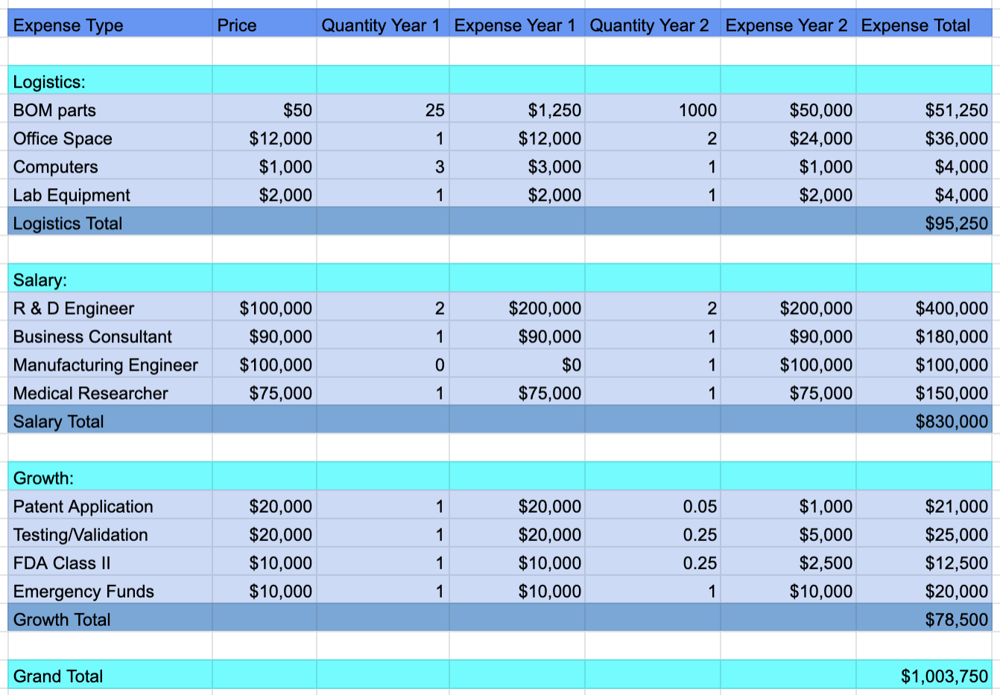 Expense Type Price Quantity Year 1 Expense Year 1 Quantity Year 2 Expense Year 2 Expense Total
Logistics:
BOM parts $50 25 $1,250 1000 $50,000 $51,250
Office Space $12,000 1 $12,000 2 $24,000 $36,000
Computers $1,000 3 $3,000 1 $1,000 $4,000
Lab Equipment $2,000 1 $2,000 1 $2,000 $4,000
Logistics Total $95,250
Salary:
R & D Engineer $100,000 2 $200,000 2 $200,000 $400,000
Business Consultant $90,000 1 $90,000 1 $90,000 $180,000
Manufacturing Engineer $100,000 0 $0 1 $100,000 $100,000
Medical Researcher $75,000 1 $75,000 1 $75,000 $150,000
Salary Total $830,000
Growth:
Patent Application $20,000 1 $20,000 0.05 $1,000 $21,000
Testing/Validation $20,000 1 $20,000 0.25 $5,000 $25,000
FDA Class II $10,000 1 $10,000 0.25 $2,500 $12,500
Emergency Funds $10,000 1 $10,000 1 $10,000 $20,000
Growth Total $78,500
Grand Total $1,003,750